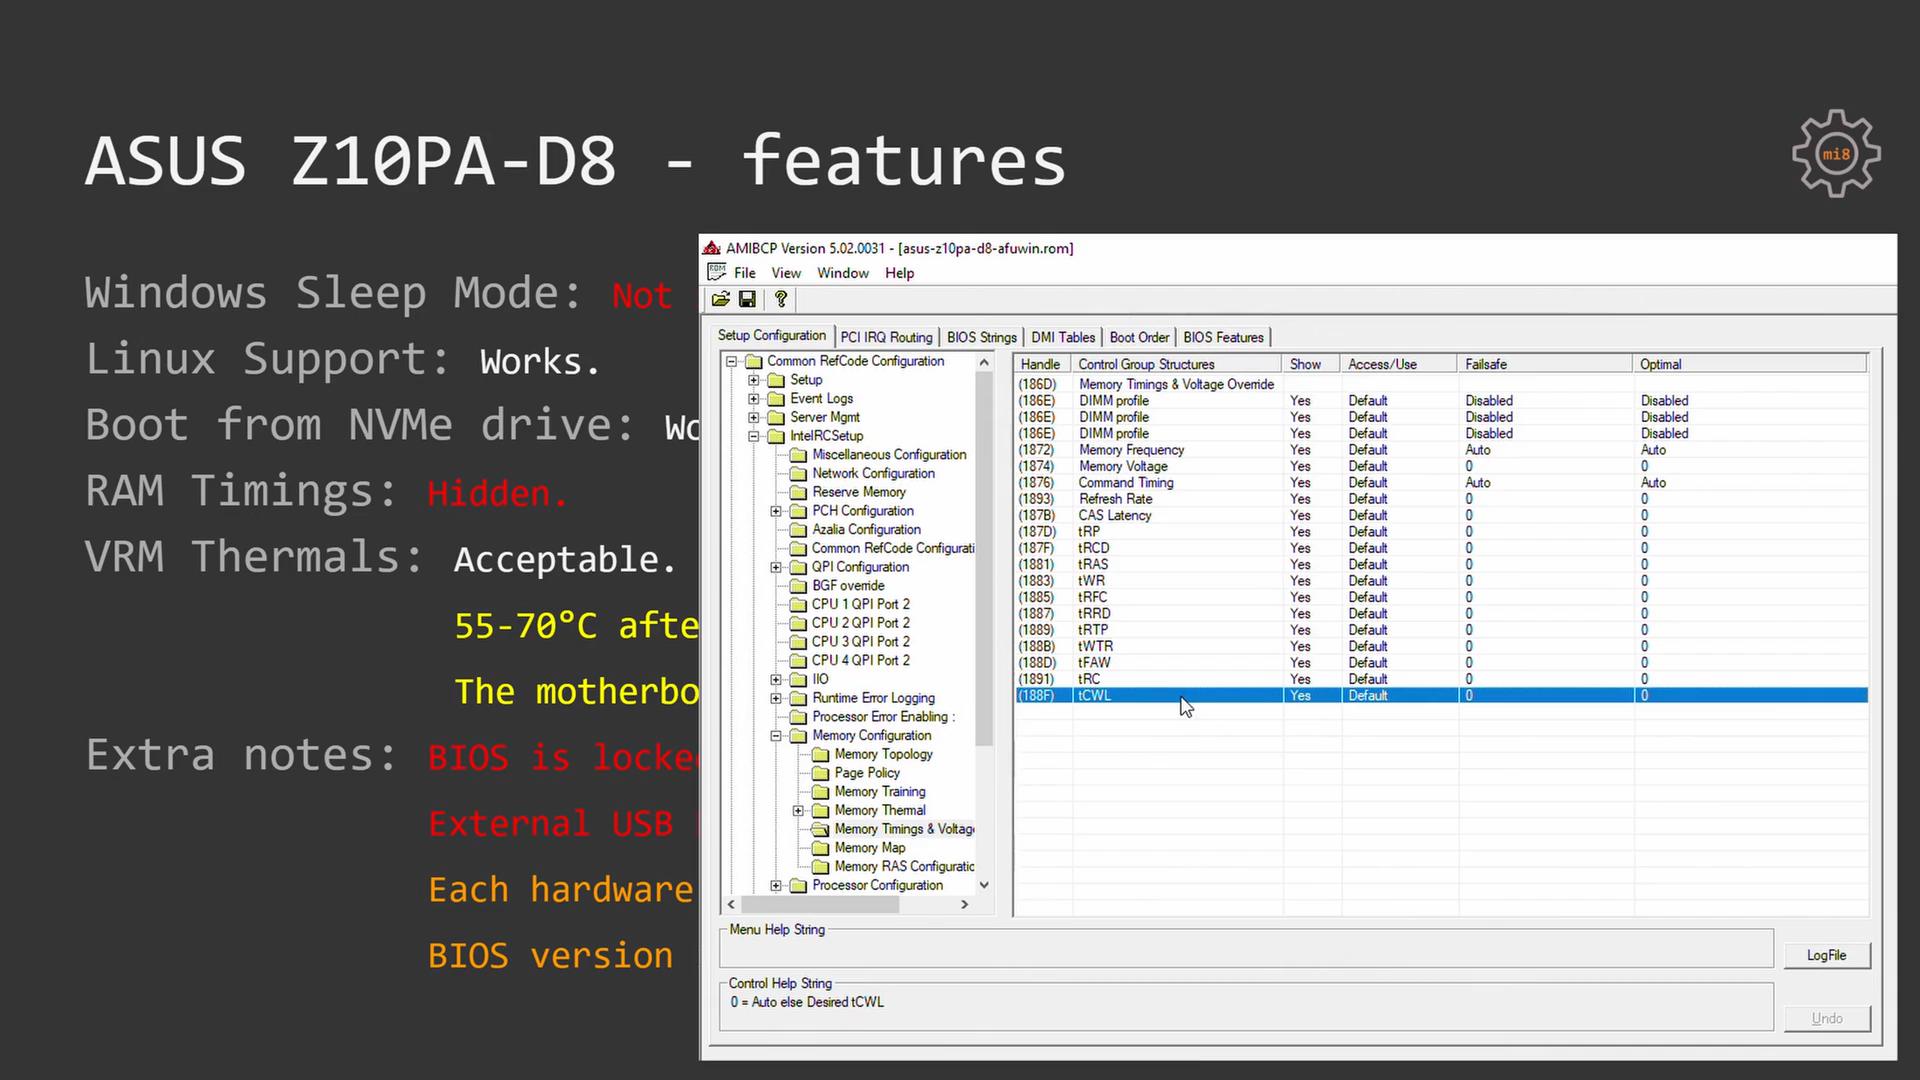 ASUS Z10PA-D8 - features
mi8
Windows Sleep Mode: Not
Linux Support: Works.
Boot from NVMe drive: Wo
RAM Timings: Hidden.
VRM Thermals: Acceptable.
55-70°C afte
The motherbo
Extra notes: BIOS is locke
External USB
Each hardware
BIOS version
AMIBCP Version 5.02.0031 - [asus-z10pa-d8-afuwin.rom]
File View Window Help
Setup Configuration PCI IRQ Routing BIOS Strings DMI Tables Boot Order BIOS Features
Common RefCode Configuration
Setup
Event Logs
Server Mgmt
IntelRCSetup
Miscellaneous Configuration
Network Configuration
Reserve Memory
PCH Configuration
Azalia Configuration
Common RefCode Configurati
QPI Configuration
BGF override
CPU 1 QPI Port 2
CPU 2 QPI Port 2
CPU 3 QPI Port 2
CPU 4 QPI Port 2
IIO
Runtime Error Logging
Processor Error Enabling :
Memory Configuration
Memory Topology
Page Policy
Memory Training
Memory Thermal
Memory Timings & Voltage
Memory Map
Memory RAS Configuratic
Processor Configuration
Handle Control Group Structures Show Access/Use Failsafe Optimal
(186D) Memory Timings & Voltage Override
(186E) DIMM profile Yes Default Disabled Disabled
(186E) DIMM profile Yes Default Disabled Disabled
(186E) DIMM profile Yes Default Disabled Disabled
(1872) Memory Frequency Yes Default Auto Auto
(1874) Memory Voltage Yes Default 0 0
(1876) Command Timing Yes Default Auto Auto
(1893) Refresh Rate Yes Default 0 0
(187B) CAS Latency Yes Default 0 0
(187D) tRP Yes Default 0 0
(187F) tRCD Yes Default 0 0
(1881) tRAS Yes Default 0 0
(1883) tWR Yes Default 0 0
(1885) tRFC Yes Default 0 0
(1887) tRRD Yes Default 0 0
(1889) tRTP Yes Default 0 0
(188B) tWTR Yes Default 0 0
(188D) tFAW Yes Default 0 0
(1891) tRC Yes Default 0 0
(188F) tCWL Yes Default 0 0
Menu Help String
LogFile
Control Help String
0 = Auto else Desired tCWL
Undo